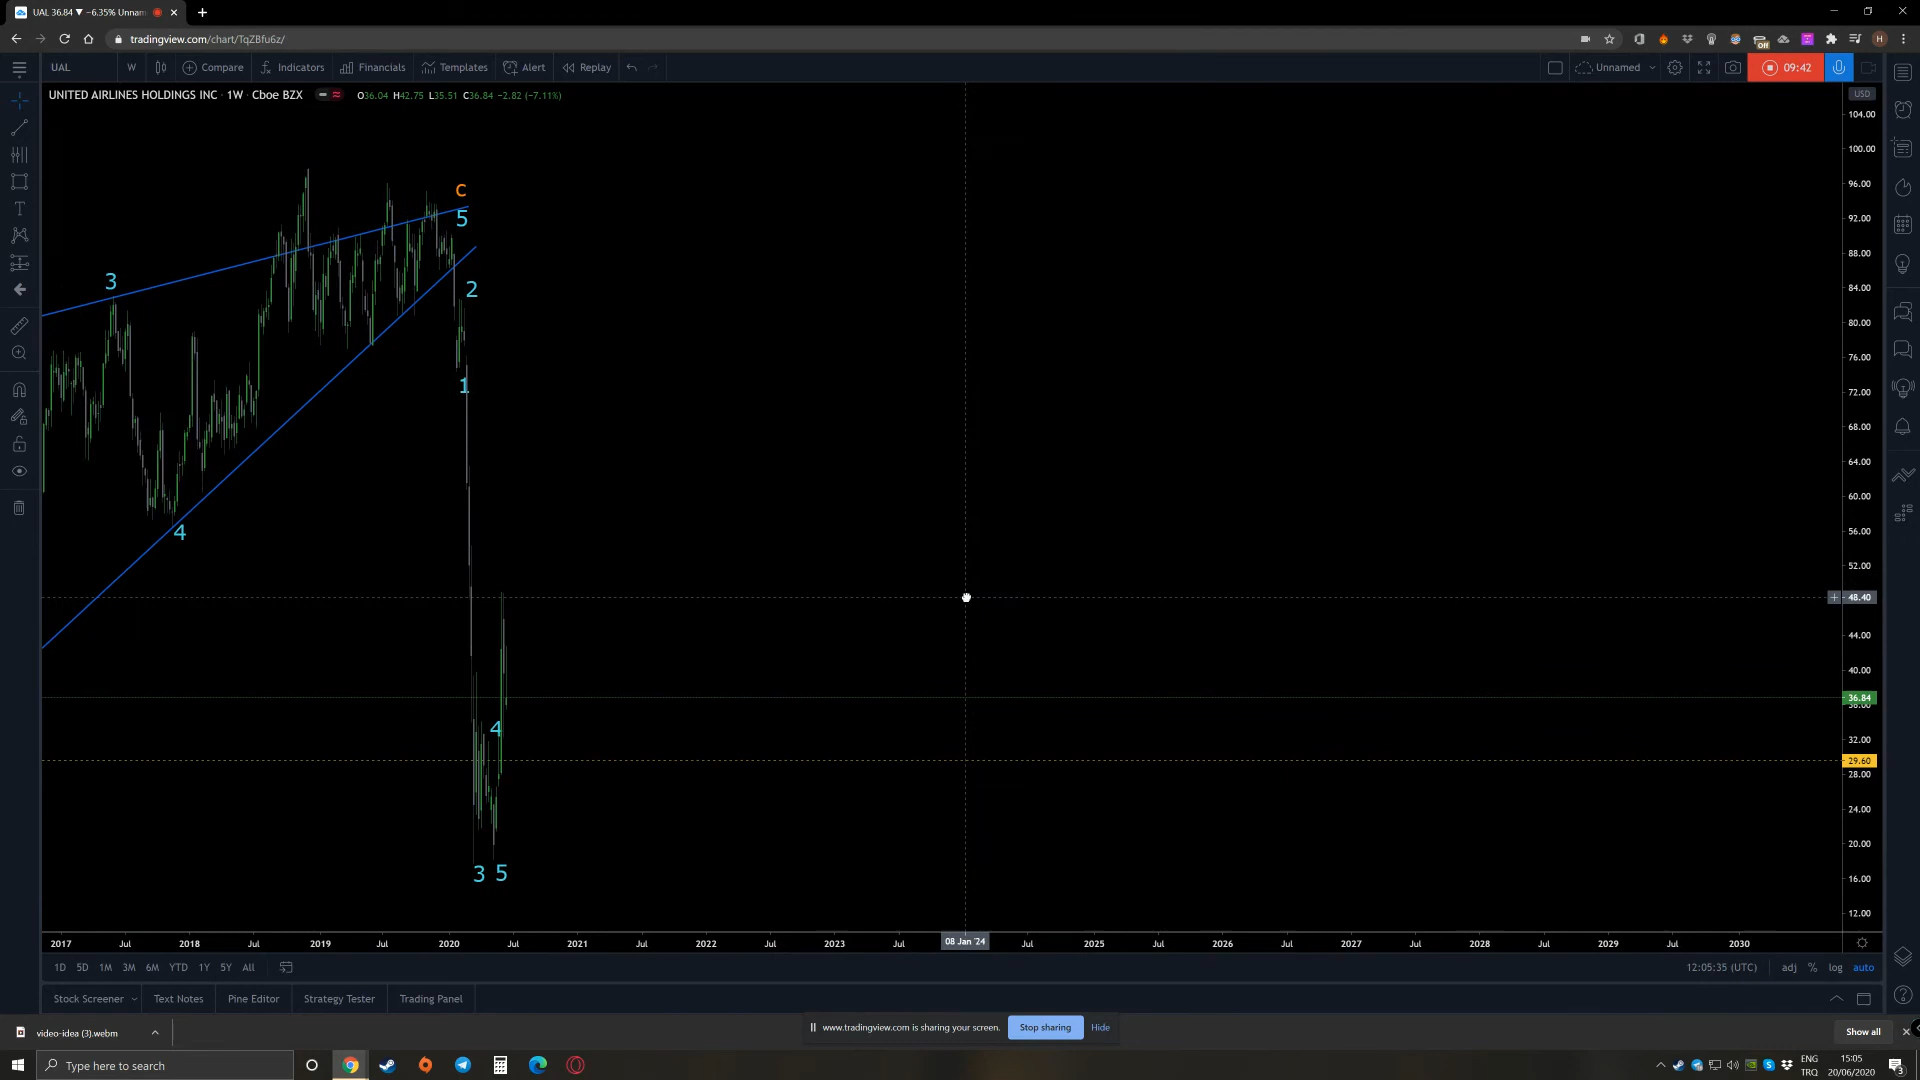 UAL 36.84 ▼ −6.35% Unnam
tradingview.com/chart/TqZBfu6z/
Off
H
UAL W Compare Indicators Financials Templates Alert Replay Unnamed 09:42
UNITED AIRLINES HOLDINGS INC · 1W · Cboe BZX O36.04 H42.75 L35.51 C36.84 −2.82 (−7.11%)
USD
104.00
100.00
96.00
92.00
88.00
84.00
80.00
76.00
72.00
68.00
64.00
60.00
56.00
52.00
48.40
44.00
40.00
36.84
36.00
32.00
29.60
28.00
24.00
20.00
16.00
12.00
C
5
3
2
1
4
4
3 5
2017 Jul 2018 Jul 2019 Jul 2020 Jul 2021 Jul 2022 Jul 2023 Jul 08 Jan '24 Jul 2025 Jul 2026 Jul 2027 Jul 2028 Jul 2029 Jul 2030
1D 5D 1M 3M 6M YTD 1Y 5Y All 12:05:35 (UTC) adj % log auto
Stock Screener Text Notes Pine Editor Strategy Tester Trading Panel
video-idea (3).webm www.tradingview.com is sharing your screen. Stop sharing Hide Show all
Type here to search
ENG
TRQ
15:05
20/06/2020
3